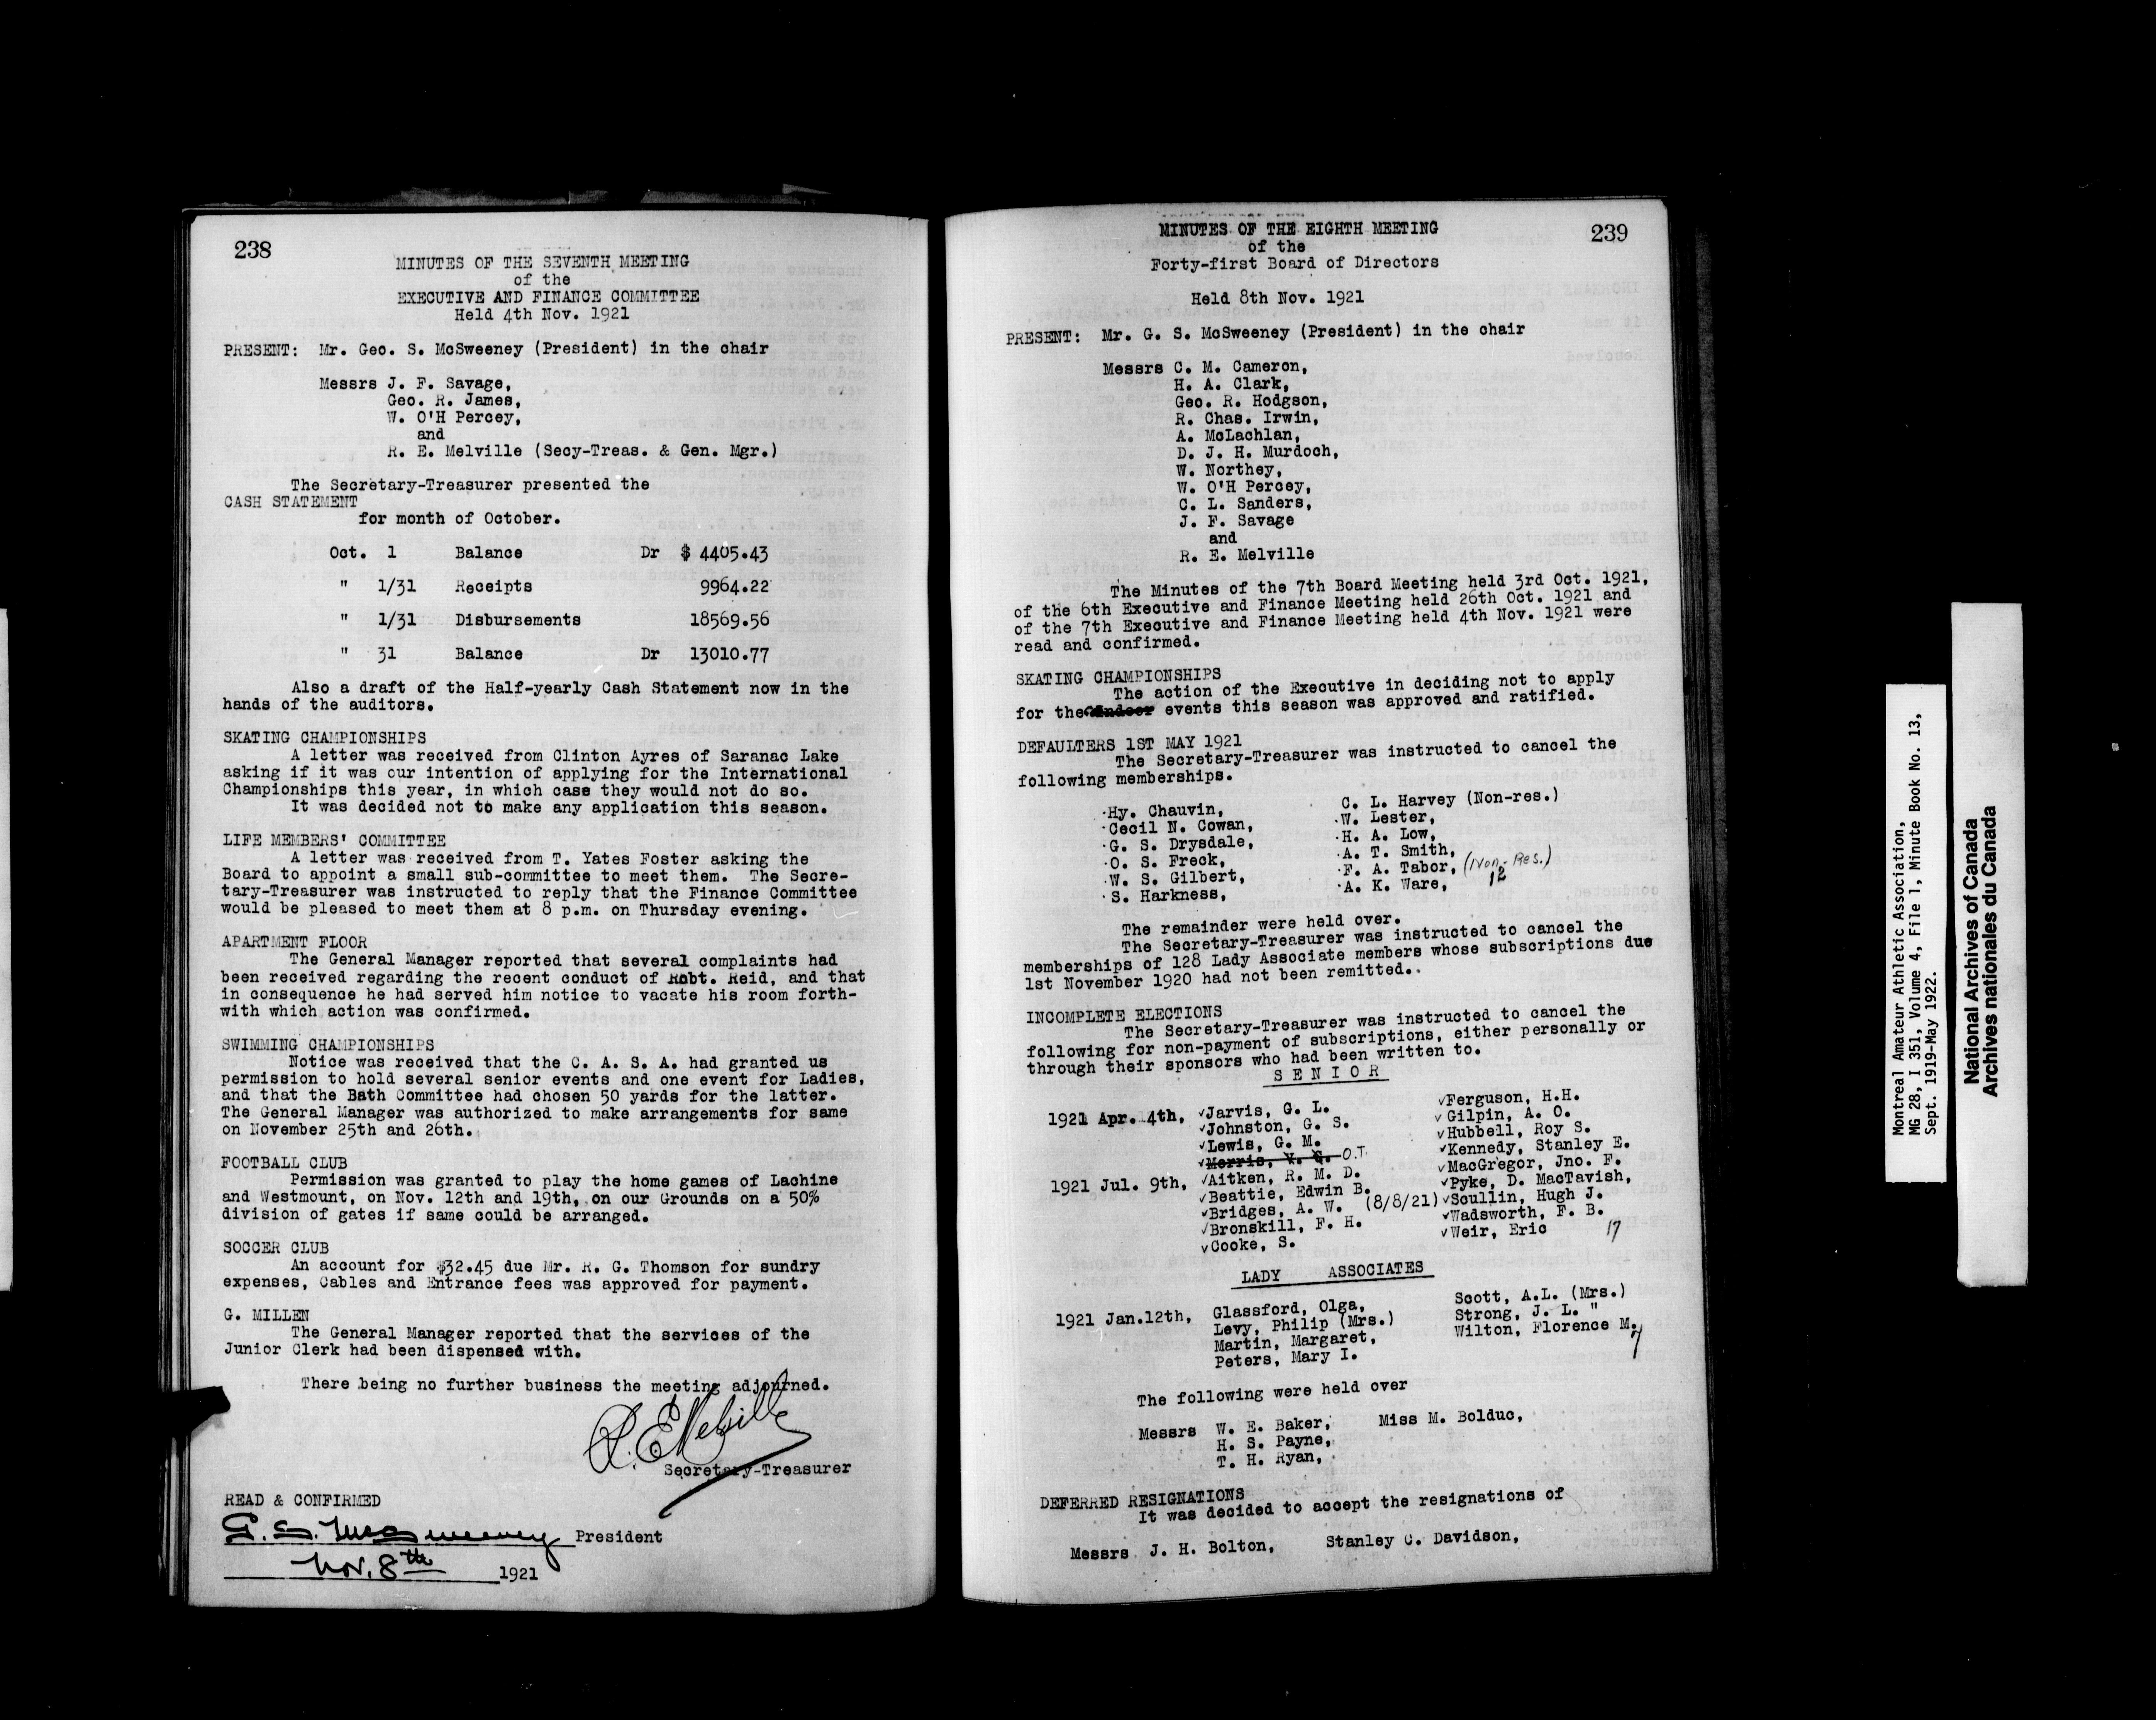 238
MINUTES OF THE SEVENTH MEETING
of the
EXECUTIVE AND FINANCE COMMITTEE
Held 4th Nov. 1921
PRESENT: Mr. Geo. S. McSweeney (President) in the chair
Messrs J. F. Savage,
Geo. R. James,
W. O'H Percey,
and
R. E. Melville (Secy-Treas. & Gen. Mgr.)
The Secretary-Treasurer presented the
CASH STATEMENT
for month of October.
Oct. 1 Balance Dr $ 4405.43
" 1/31 Receipts 9964.22
" 1/31 Disbursements 18569.56
" 31 Balance Dr 13010.77
Also a draft of the Half-yearly Cash Statement now in the
hands of the auditors.
SKATING CHAMPIONSHIPS
A letter was received from Clinton Ayres of Saranac Lake
asking if it was our intention of applying for the International
Championships this year, in which case they would not do so.
It was decided not to make any application this season.
LIFE MEMBERS' COMMITTEE
A letter was received from T. Yates Foster asking the
Board to appoint a small sub-committee to meet them. The Secre-
tary-Treasurer was instructed to reply that the Finance Committee
would be pleased to meet them at 8 p.m. on Thursday evening.
APARTMENT FLOOR
The General Manager reported that several complaints had
been received regarding the recent conduct of Robt. Reid, and that
in consequence he had served him notice to vacate his room forth-
with which action was confirmed.
SWIMMING CHAMPIONSHIPS
Notice was received that the C. A. S. A. had granted us
permission to hold several senior events and one event for Ladies,
and that the Bath Committee had chosen 50 yards for the latter.
The General Manager was authorized to make arrangements for same
on November 25th and 26th.
FOOTBALL CLUB
Permission was granted to play the home games of Lachine
and Westmount, on Nov. 12th and 19th, on our Grounds on a 50%
division of gates if same could be arranged.
SOCCER CLUB
An account for $32.45 due Mr. R. G. Thomson for sundry
expenses, Cables and Entrance fees was approved for payment.
G. MILLEN
The General Manager reported that the services of the
Junior Clerk had been dispensed with.
There being no further business the meeting adjourned.
R. E. Melville
Secretary-Treasurer
READ & CONFIRMED
G. S. McSweeney President
Nov. 8th 1921
239
MINUTES OF THE EIGHTH MEETING
of the
Forty-first Board of Directors
Held 8th Nov. 1921
PRESENT: Mr. G. S. McSweeney (President) in the chair
Messrs C. M. Cameron,
H. A. Clark,
Geo. R. Hodgson,
R. Chas. Irwin,
A. McLachlan,
D. J. H. Murdoch,
W. Northey,
W. O'H Percey,
C. L. Sanders,
J. F. Savage
and
R. E. Melville
The Minutes of the 7th Board Meeting held 3rd Oct. 1921,
of the 6th Executive and Finance Meeting held 26th Oct. 1921 and
of the 7th Executive and Finance Meeting held 4th Nov. 1921 were
read and confirmed.
SKATING CHAMPIONSHIPS
The action of the Executive in deciding not to apply
for the indoor events this season was approved and ratified.
DEFAULTERS 1ST MAY 1921
The Secretary-Treasurer was instructed to cancel the
following memberships.
Hy. Chauvin, C. L. Harvey (Non-res.)
Cecil N. Cowan, W. Lester,
G. S. Drysdale, H. A. Low,
O. S. Freck, A. T. Smith,
W. S. Gilbert, F. A. Tabor, (Non-Res.)
S. Harkness, A. K. Ware, 12
The remainder were held over.
The Secretary-Treasurer was instructed to cancel the
memberships of 128 Lady Associate members whose subscriptions due
1st November 1920 had not been remitted..
INCOMPLETE ELECTIONS
The Secretary-Treasurer was instructed to cancel the
following for non-payment of subscriptions, either personally or
through their sponsors who had been written to.
SENIOR
1921 Apr. 4th, ✓Jarvis, G. L. ✓Ferguson, H.H.
✓Johnston, G. S. ✓Gilpin, A. O.
✓Lewis, G. M. ✓Hubbell, Roy S.
✓Morris, O.T. ✓Kennedy, Stanley E.
1921 Jul. 9th, ✓Aitken, R. M. D. ✓MacGregor, Jno. F.
✓Beattie, Edwin B. ✓Pyke, D. MacTavish,
✓Bridges, A. W. (8/8/21) ✓Scullin, Hugh J.
✓Bronskill, F. H. ✓Wadsworth, F. B.
✓Cooke, S. ✓Weir, Eric 17
LADY ASSOCIATES
1921 Jan.12th, Glassford, Olga, Scott, A.L. (Mrs.)
Levy, Philip (Mrs.) Strong, J. L. "
Martin, Margaret, Wilton, Florence M. 7
Peters, Mary I.
The following were held over
Messrs W. E. Baker, Miss M. Bolduc,
H. S. Payne,
T. H. Ryan,
DEFERRED RESIGNATIONS
It was decided to accept the resignations of
Messrs J. H. Bolton, Stanley C. Davidson,
Montreal Amateur Athletic Association,
MG 28, I 351, Volume 4, File 1, Minute Book No. 13,
Sept. 1919-May 1922.
National Archives of Canada
Archives nationales du Canada